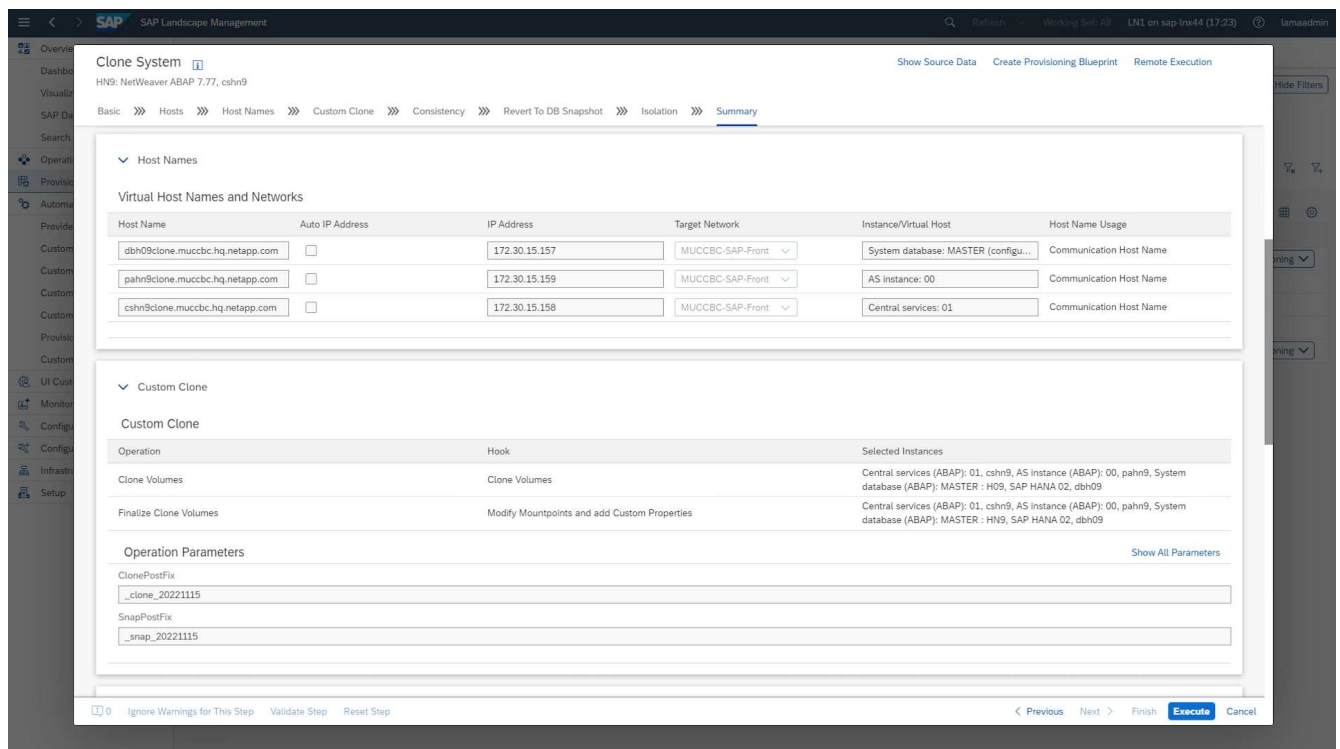 SAP SAP Landscape Management Refresh Working Set: All LN1 on sap-lnx44 (17:23) lamaadmin
Overvie
Dashbo
Visualiz
SAP Da
Search
Operati
Provisio
Automa
Provide
Custom
Custom
Custom
Custom
Provisio
Custom
UI Cust
Monitor
Configu
Configu
Infrastr
Setup
Hide Filters
oning
oning
Clone System
Show Source Data Create Provisioning Blueprint Remote Execution
HN9: NetWeaver ABAP 7.77, cshn9
Basic Hosts Host Names Custom Clone Consistency Revert To DB Snapshot Isolation Summary
Host Names
Virtual Host Names and Networks
Host Name Auto IP Address IP Address Target Network Instance/Virtual Host Host Name Usage
dbh09clone.muccbc.hq.netapp.com 172.30.15.157 MUCCBC-SAP-Front System database: MASTER (configu... Communication Host Name
pahn9clone.muccbc.hq.netapp.com 172.30.15.159 MUCCBC-SAP-Front AS instance: 00 Communication Host Name
cshn9clone.muccbc.hq.netapp.com 172.30.15.158 MUCCBC-SAP-Front Central services: 01 Communication Host Name
Custom Clone
Custom Clone
Operation Hook Selected Instances
Clone Volumes Clone Volumes Central services (ABAP): 01, cshn9, AS instance (ABAP): 00, pahn9, System
database (ABAP): MASTER : H09, SAP HANA 02, dbh09
Finalize Clone Volumes Modify Mountpoints and add Custom Properties Central services (ABAP): 01, cshn9, AS instance (ABAP): 00, pahn9, System
database (ABAP): MASTER : HN9, SAP HANA 02, dbh09
Operation Parameters Show All Parameters
ClonePostFix
_clone_20221115
SnapPostFix
_snap_20221115
0 Ignore Warnings for This Step Validate Step Reset Step < Previous Next > Finish Execute Cancel